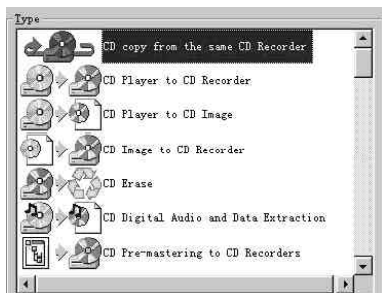 Type
CD copy from the same CD Recorder
CD Player to CD Recorder
CD Player to CD Image
CD Image to CD Recorder
CD Erase
CD Digital Audio and Data Extraction
CD Pre-mastering to CD Recorders